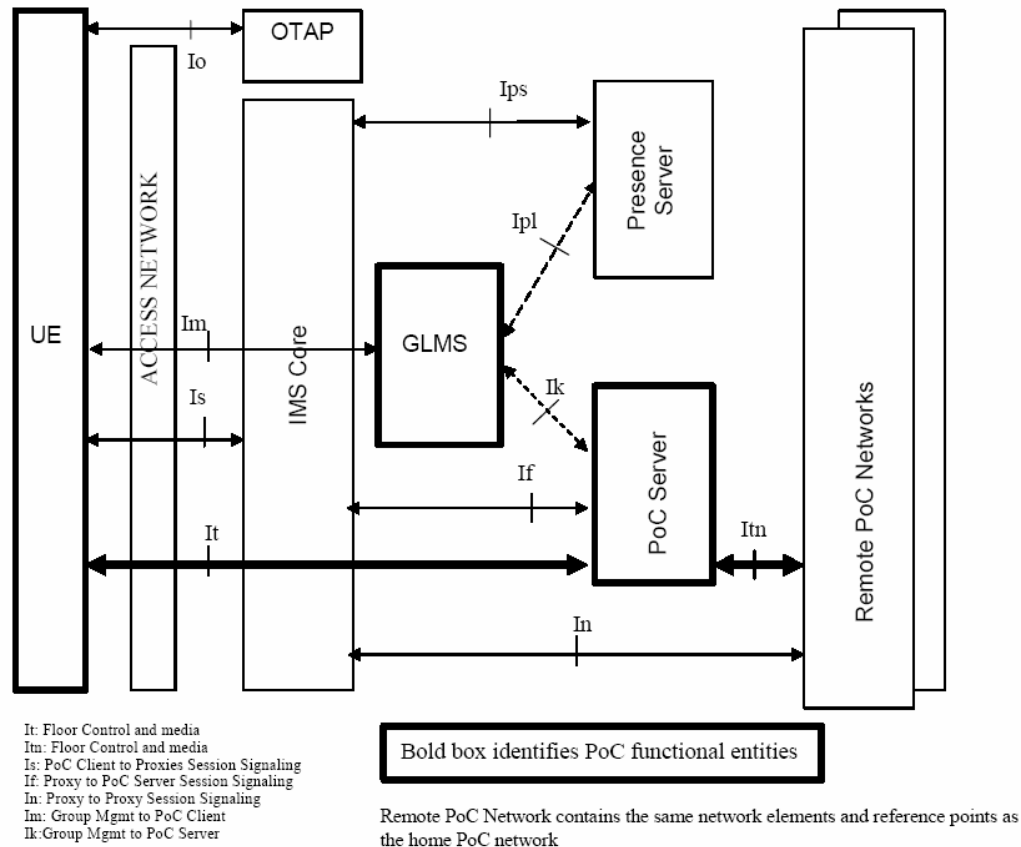 OTAP
Io
Ips
Presence
Server
ACCESS NETWORK
Ipl
UE
Im
GLMS
IMS Core
Is
Ik
Remote PoC Networks
If
PoC Server
It
Itn
In
It: Floor Control and media
Itn: Floor Control and media
Is: PoC Client to Proxies Session Signaling
If: Proxy to PoC Server Session Signaling
In: Proxy to Proxy Session Signaling
Im: Group Mgmt to PoC Client
Ik:Group Mgmt to PoC Server
Bold box identifies PoC functional entities
Remote PoC Network contains the same network elements and reference points as
the home PoC network